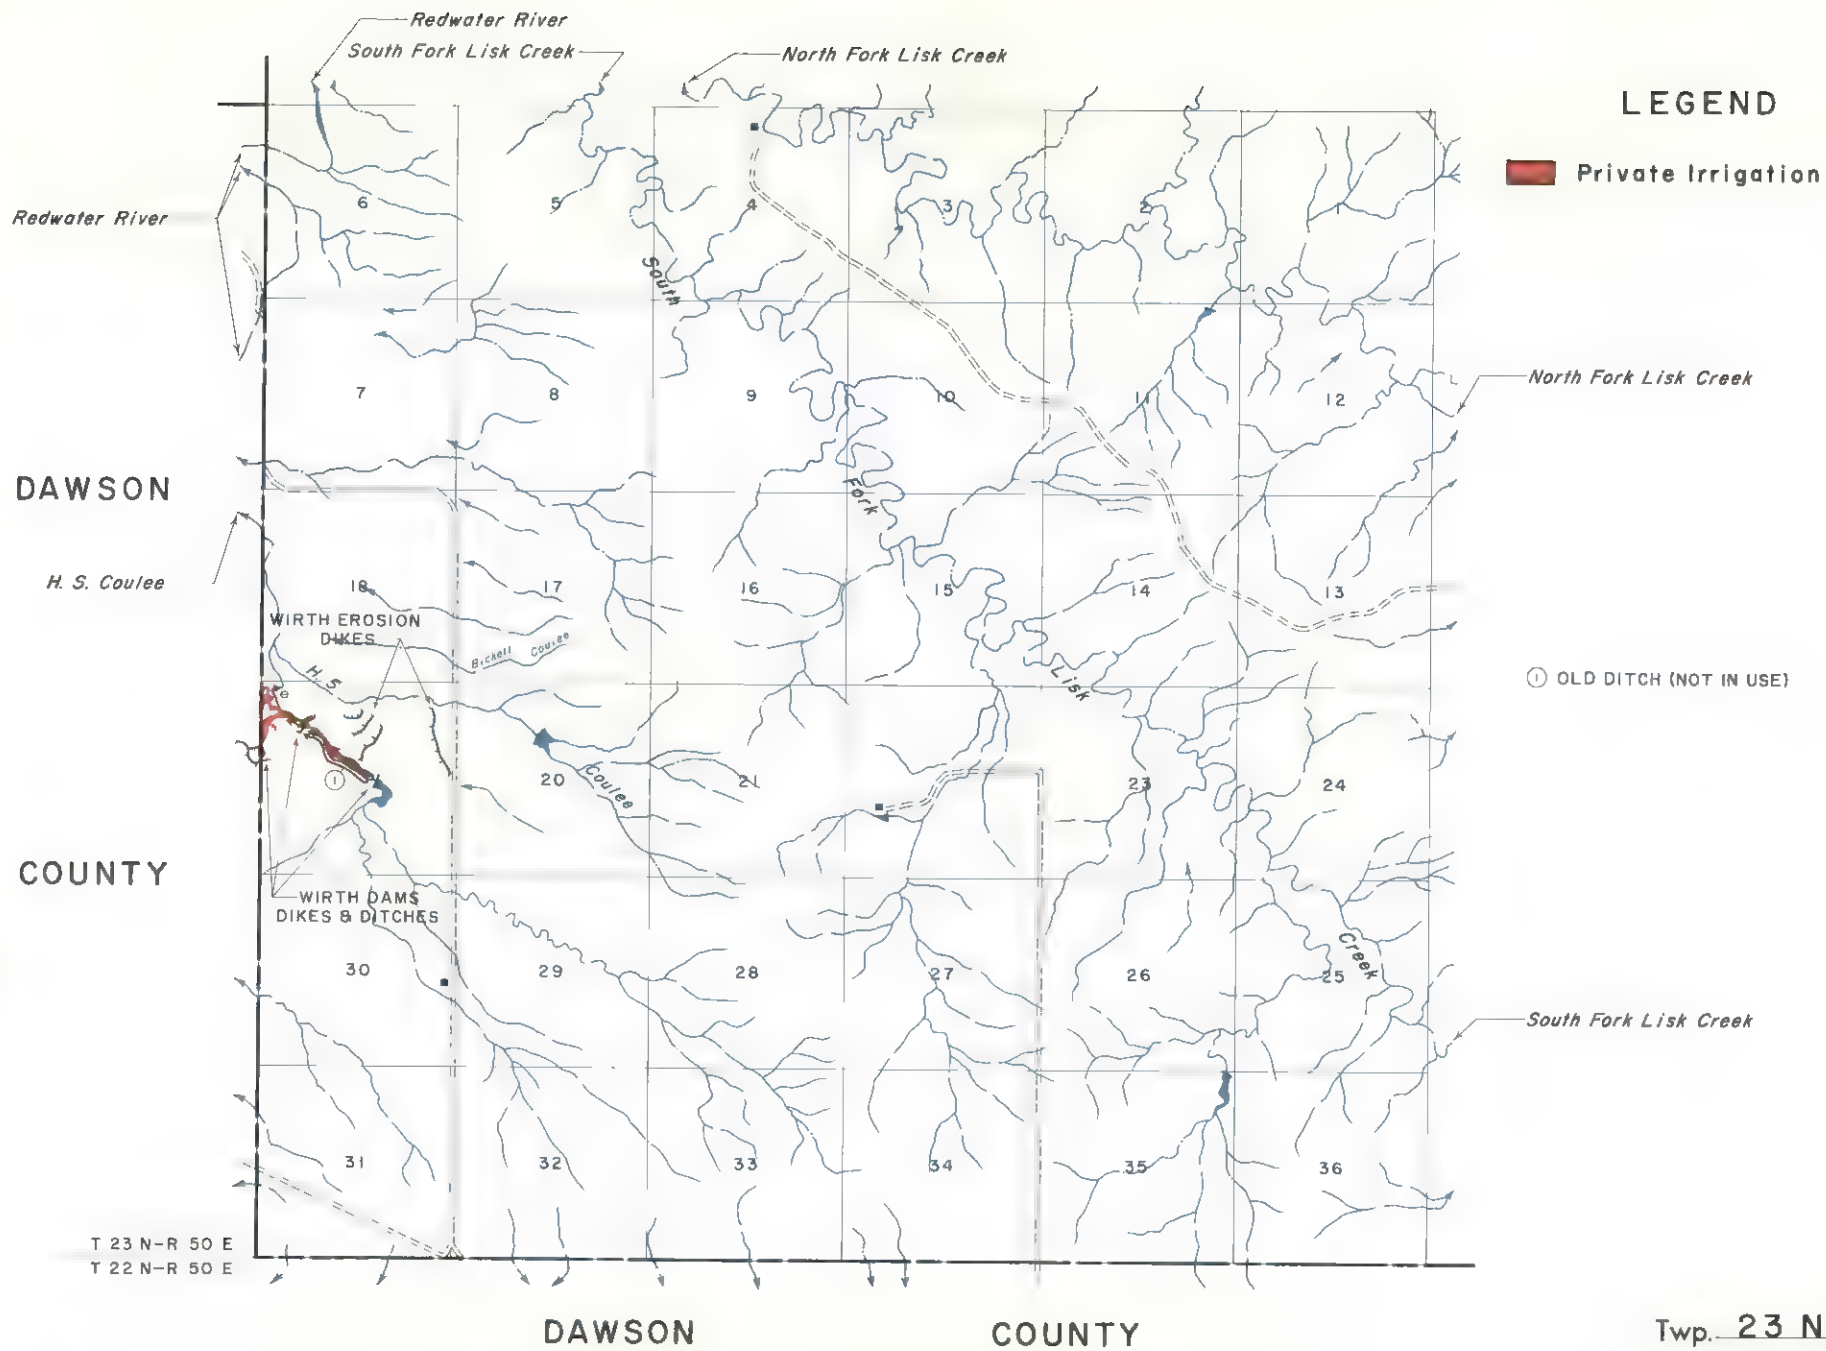 Redwater River
South Fork Lisk Creek
North Fork Lisk Creek
LEGEND
Private Irrigation
Redwater River
6
5
4
3
2
1
South
7
8
9
10
11
12
North Fork Lisk Creek
DAWSON
Fork
H. S. Coulee
18
17
16
15
14
13
WIRTH EROSION
DIKES
Bickell Coulee
H. S.
Lisk
① OLD DITCH (NOT IN USE)
e
①
20
Coulee
21
23
24
COUNTY
WIRTH DAMS
DIKES & DITCHES
Creek
30
29
28
27
26
25
South Fork Lisk Creek
31
32
33
34
35
36
T 23 N-R 50 E
T 22 N-R 50 E
DAWSON COUNTY
Twp. 23 N